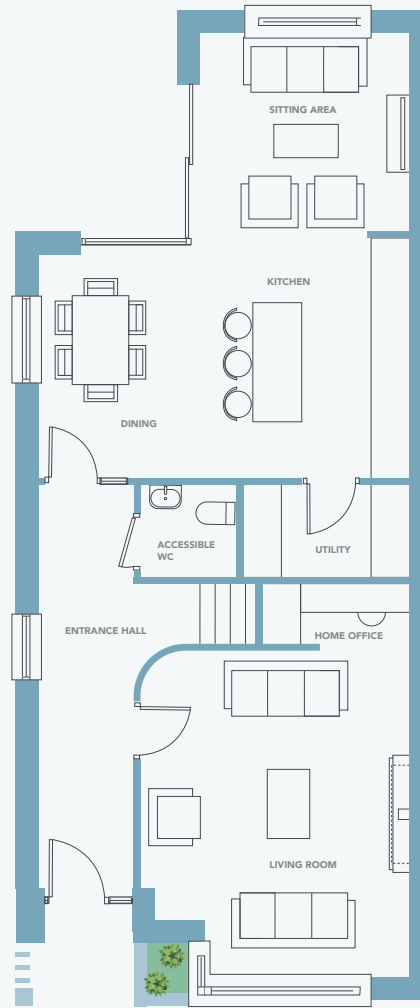 SITTING AREA
KITCHEN
DINING
ACCESSIBLE
WC
UTILITY
ENTRANCE HALL
HOME OFFICE
LIVING ROOM